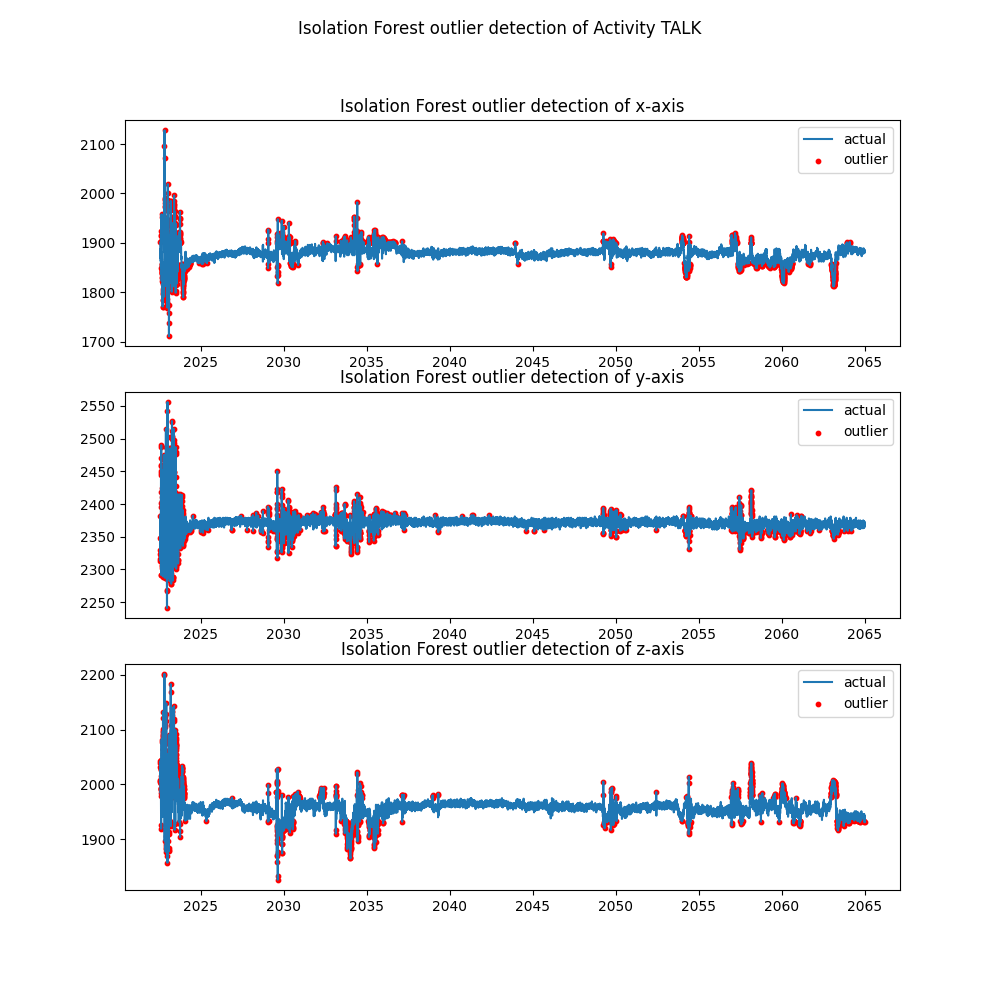 Isolation Forest outlier detection of Activity TALK
Isolation Forest outlier detection of x-axis
2100
2000
1900
1800
1700
actual
outlier
2025 2030 2035 2040 2045 2050 2055 2060 2065
Isolation Forest outlier detection of y-axis
2550
2500
2450
2400
2350
2300
2250
actual
outlier
2025 2030 2035 2040 2045 2050 2055 2060 2065
Isolation Forest outlier detection of z-axis
2200
2100
2000
1900
actual
outlier
2025 2030 2035 2040 2045 2050 2055 2060 2065